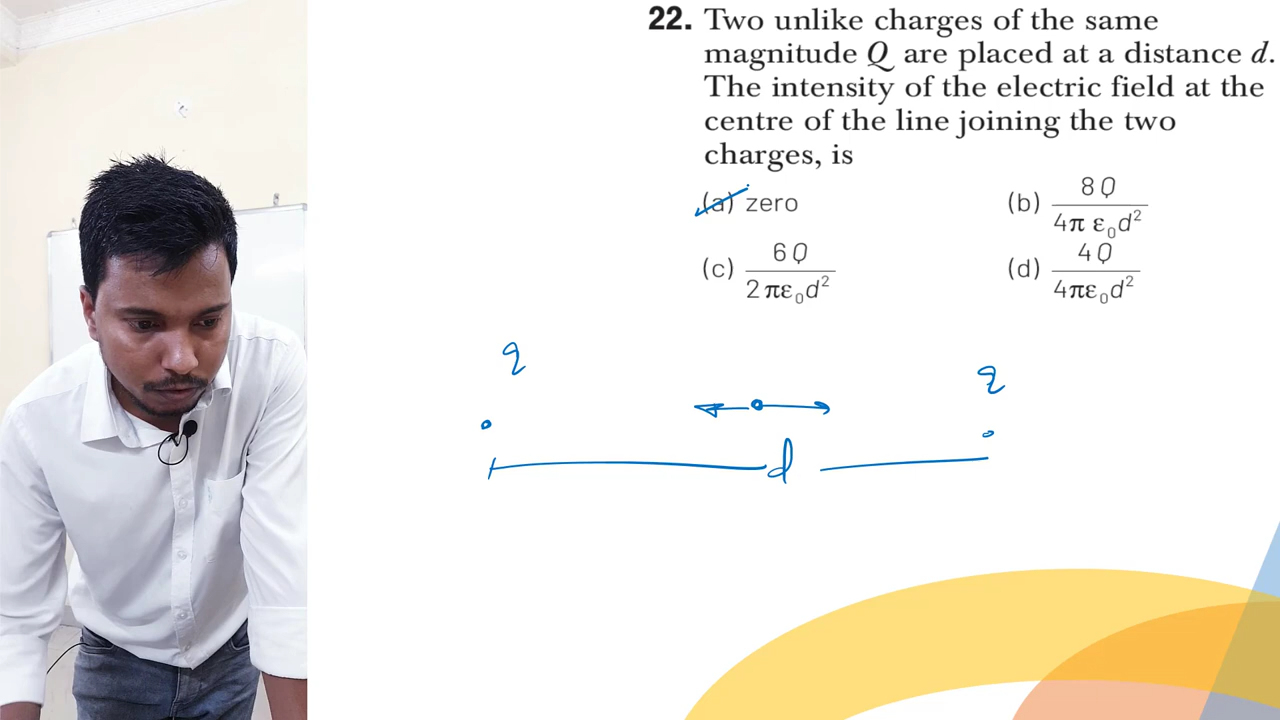 22. Two unlike charges of the same
magnitude Q are placed at a distance d.
The intensity of the electric field at the
centre of the line joining the two
charges, is
(a) zero
(b) 8Q / 4π ε₀d²
(c) 6Q / 2πε₀d²
(d) 4Q / 4πε₀d²
q
q
d